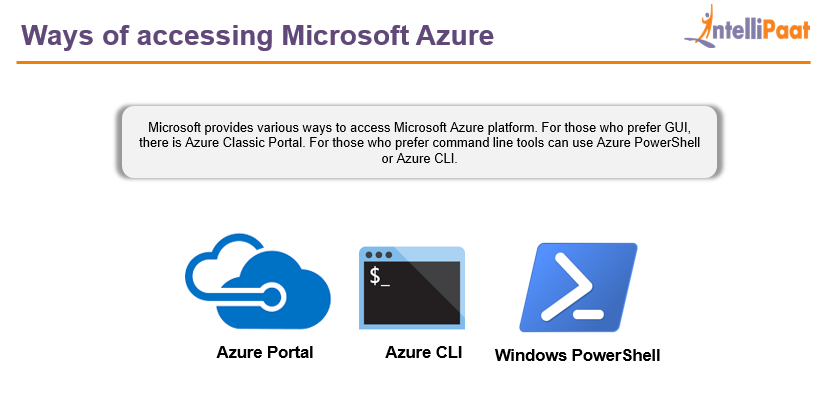 Ways of accessing Microsoft Azure
IntelliPaat
Microsoft provides various ways to access Microsoft Azure platform. For those who prefer GUI,
there is Azure Classic Portal. For those who prefer command line tools can use Azure PowerShell
or Azure CLI.
$_
Azure Portal
Azure CLI
Windows PowerShell